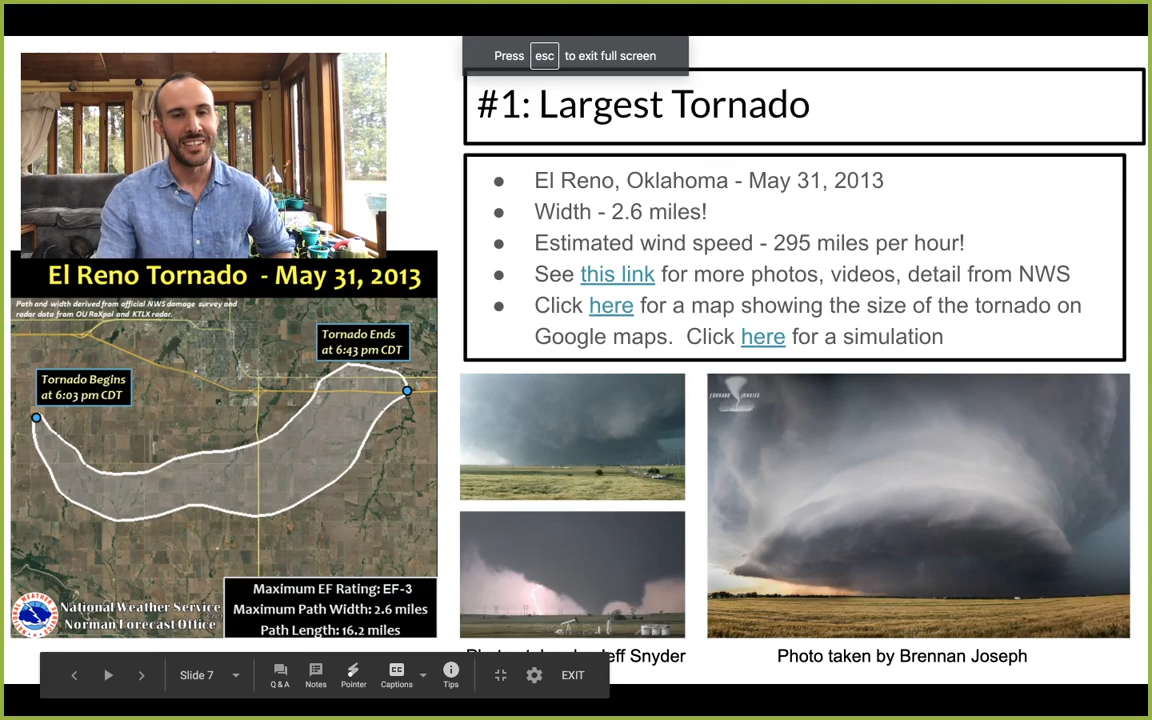 Press esc to exit full screen
#1: Largest Tornado
● El Reno, Oklahoma - May 31, 2013
● Width - 2.6 miles!
● Estimated wind speed - 295 miles per hour!
● See this link for more photos, videos, detail from NWS
● Click here for a map showing the size of the tornado on
Google maps. Click here for a simulation
El Reno Tornado - May 31, 2013
Path and width derived from official NWS damage survey and
radar data from OU RaXpol and KTLX radar.
Tornado Ends
at 6:43 pm CDT
Tornado Begins
at 6:03 pm CDT
National Weather Service
Norman Forecast Office
Maximum EF Rating: EF-3
Maximum Path Width: 2.6 miles
Path Length: 16.2 miles
eff Snyder
Photo taken by Brennan Joseph
Slide 7
Q & A
Notes
Pointer
Captions
Tips
EXIT